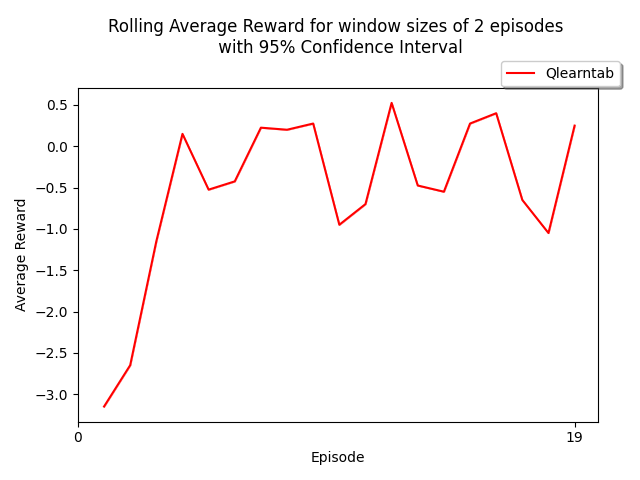 Rolling Average Reward for window sizes of 2 episodes
with 95% Confidence Interval
Qlearntab
0.5
0.0
−0.5
−1.0
−1.5
−2.0
−2.5
−3.0
Average Reward
0 19
Episode